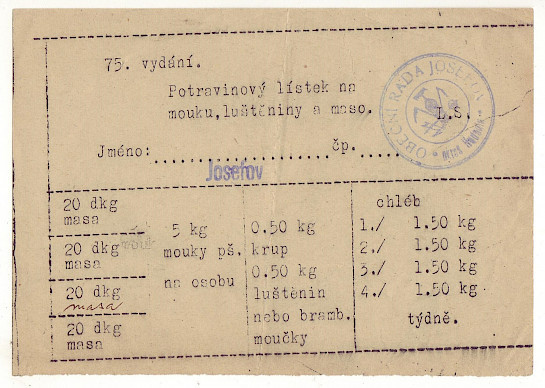 75. vydání.
Potravinový lístek na
mouku, luštěniny a maso.
L.S.
OBECNÍ RADA JOSEFOV
Jméno: .................. čp. .....
Josefov
20 dkg
masa
20 dkg
masa
20 dkg
masa
20 dkg
masa
5 kg
mouky pš.
na osobu
0.50 kg
krup
0.50 kg
luštěnin
nebo bramb.
moučky
chléb
1./ 1.50 kg
2./ 1.50 kg
3./ 1.50 kg
4./ 1.50 kg
týdně.